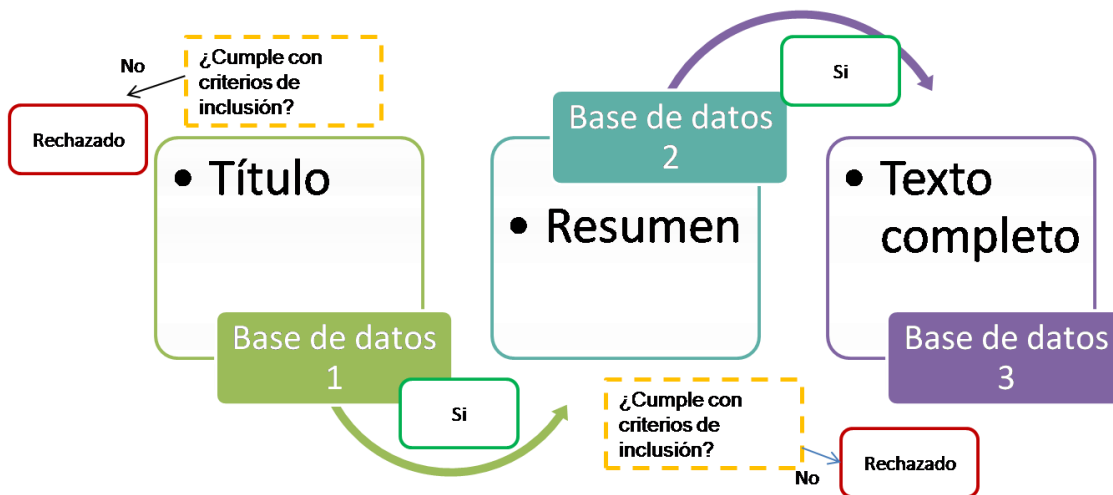 ¿Cumple con
criterios de
inclusión?
No
Rechazado
• Título
Base de datos
1
Si
Base de datos
2
• Resumen
Si
¿Cumple con
criterios de
inclusión?
No
Rechazado
• Texto
completo
Base de datos
3